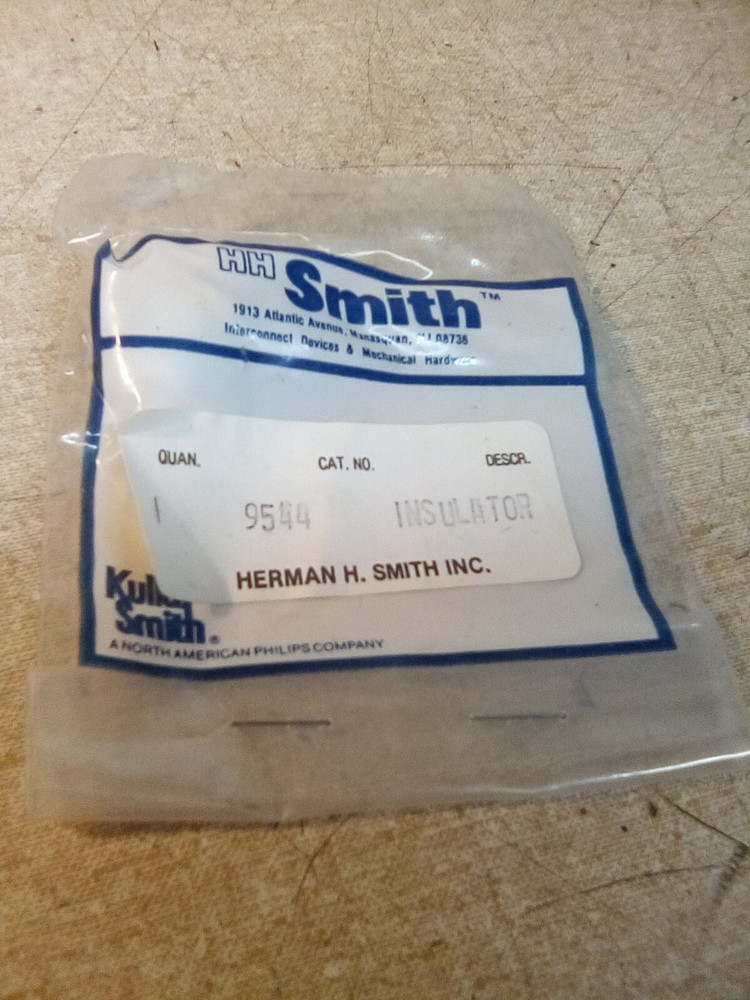 HH Smith™
1913 Atlantic Avenue, Manasquan, NJ 08736
Interconnect Devices & Mechanical Hardware
QUAN. CAT. NO. DESCR.
1 9544 INSULATOR
HERMAN H. SMITH INC.
Smith®
A NORTH AMERICAN PHILIPS COMPANY